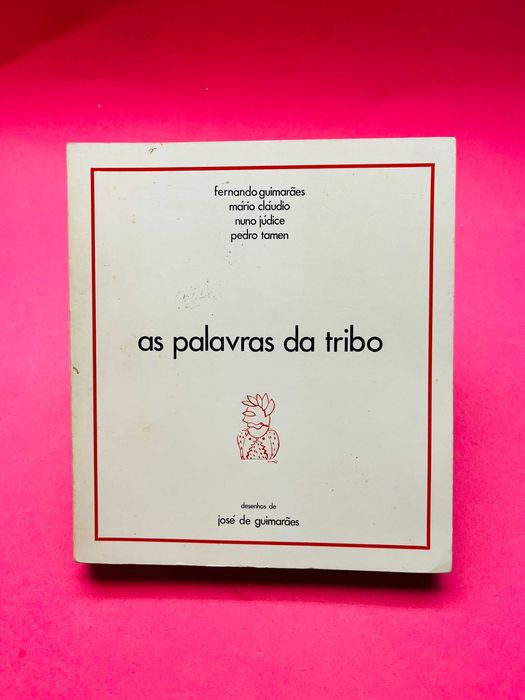 fernando guimarães
mário cláudio
nuno júdice
pedro tamen
as palavras da tribo
desenhos de
josé de guimarães